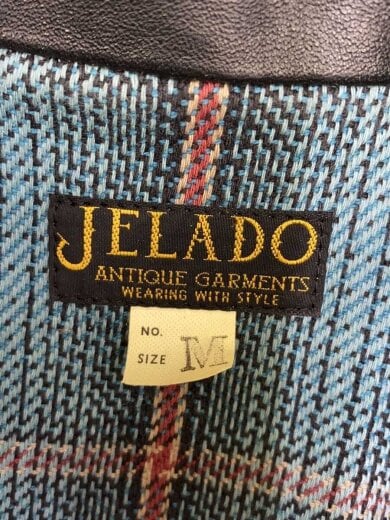 JELADO
ANTIQUE GARMENTS
WEARING WITH STYLE
NO.
SIZE M